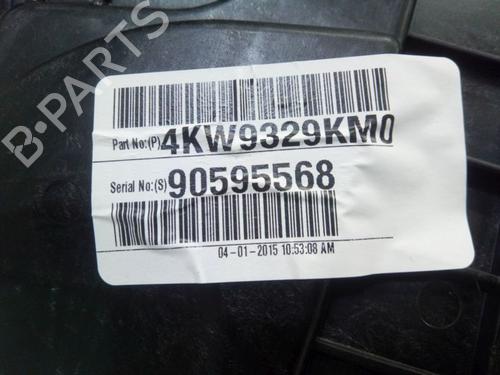 B-PARTS
Part No:(P) 4KW9329KM0
Serial No:(S) 90595568
04-01-2015 10:53:08 AM